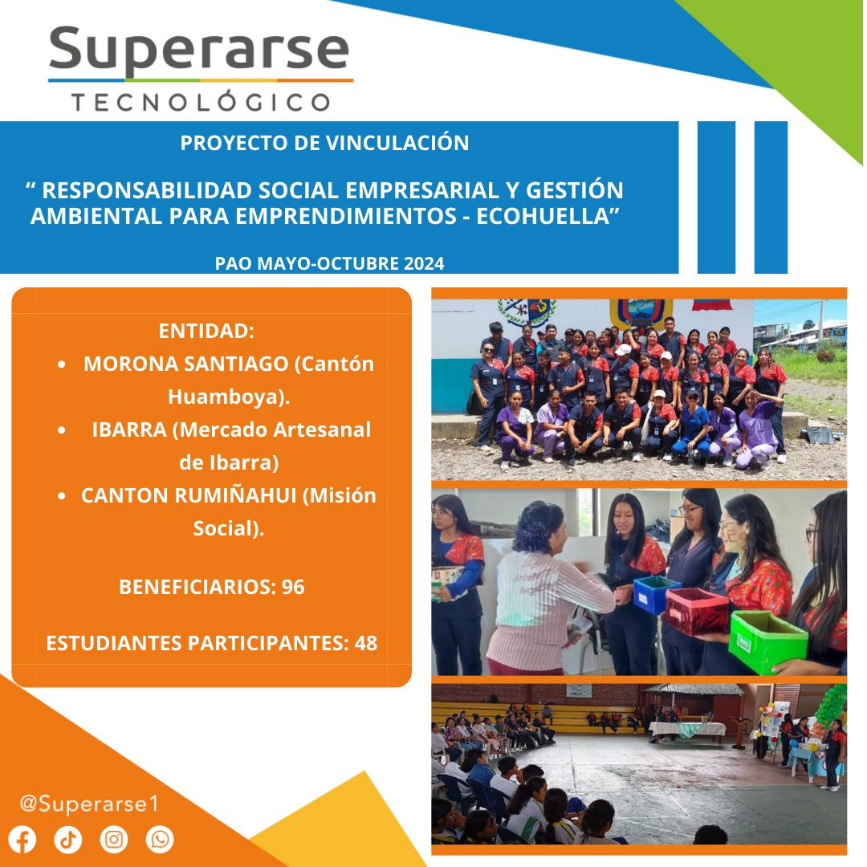 Superarse
TECNOLÓGICO
PROYECTO DE VINCULACIÓN
“ RESPONSABILIDAD SOCIAL EMPRESARIAL Y GESTIÓN
AMBIENTAL PARA EMPRENDIMIENTOS - ECOHUELLA”
PAO MAYO-OCTUBRE 2024
ENTIDAD:
• MORONA SANTIAGO (Cantón
Huamboya).
• IBARRA (Mercado Artesanal
de Ibarra)
• CANTON RUMIÑAHUI (Misión
Social).
BENEFICIARIOS: 96
ESTUDIANTES PARTICIPANTES: 48
@Superarse1